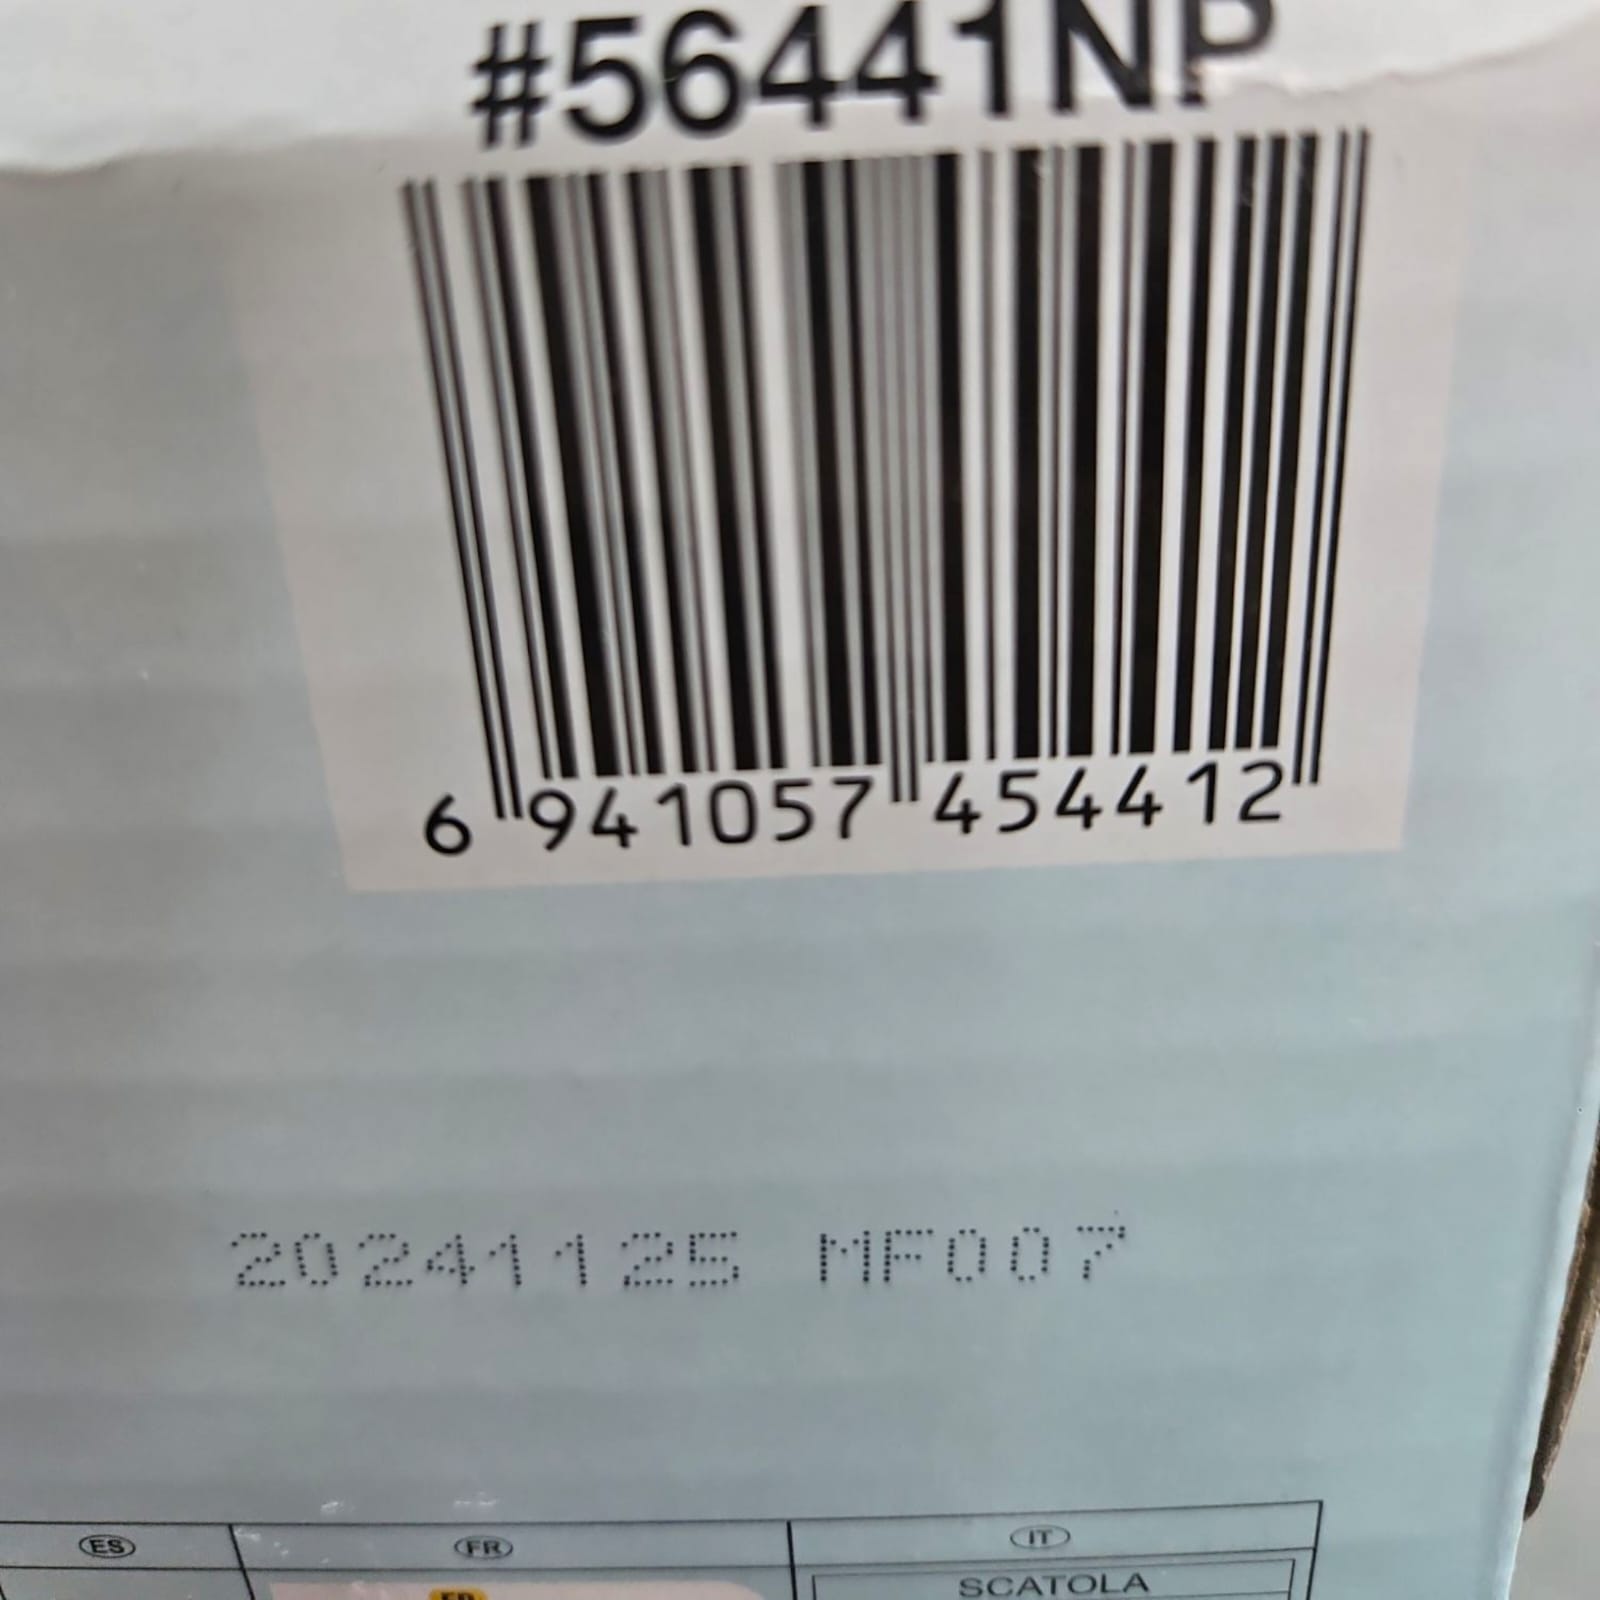 #56441NP
6 941057 454412
20241125 MF007
ES FR IT
SCATOLA